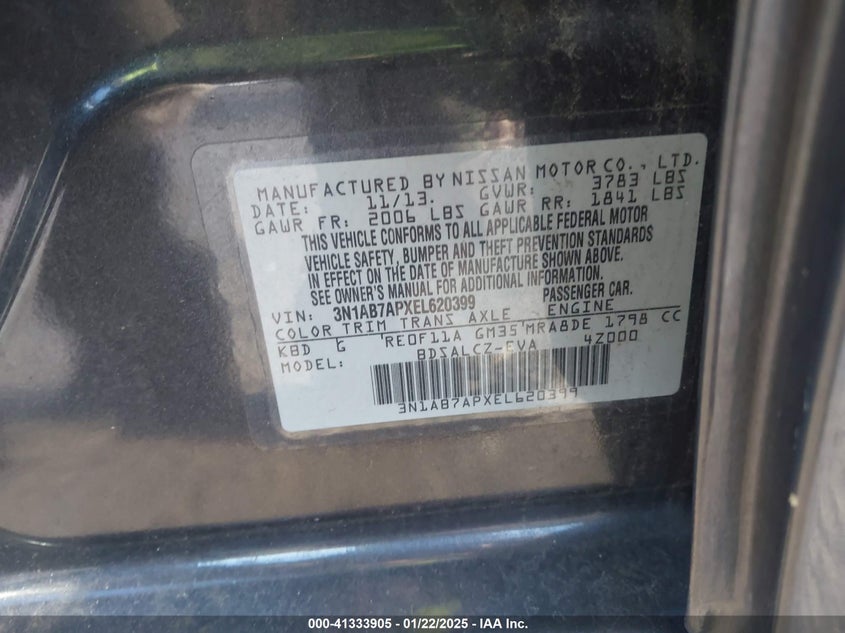 MANUFACTURED BY NISSAN MOTOR CO., LTD.
DATE: 11/13. GVWR: 3783 LBS
GAWR FR: 2006 LBS GAWR RR: 1841 LBS
THIS VEHICLE CONFORMS TO ALL APPLICABLE FEDERAL MOTOR
VEHICLE SAFETY, BUMPER AND THEFT PREVENTION STANDARDS
IN EFFECT ON THE DATE OF MANUFACTURE SHOWN ABOVE.
SEE OWNER'S MANUAL FOR ADDITIONAL INFORMATION.
VIN: 3N1AB7APXEL620399 PASSENGER CAR.
COLOR TRIM TRANS AXLE ENGINE
KBD G RE0F11A GM35 MRA8DE 1798 CC
MODEL: BDSALCZ-EVA 4Z000
3N1AB7APXEL620399
000-41333905 - 01/22/2025 - IAA Inc.